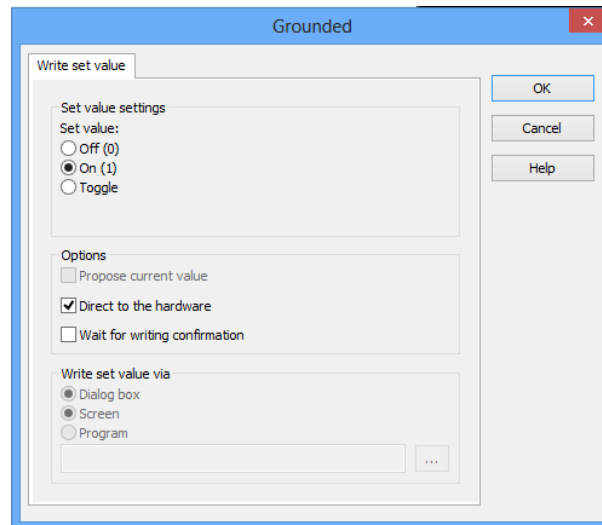 Grounded
Write set value
Set value settings
Set value:
Off (0)
On (1)
Toggle
Options
Propose current value
Direct to the hardware
Wait for writing confirmation
Write set value via
Dialog box
Screen
Program
...
OK
Cancel
Help